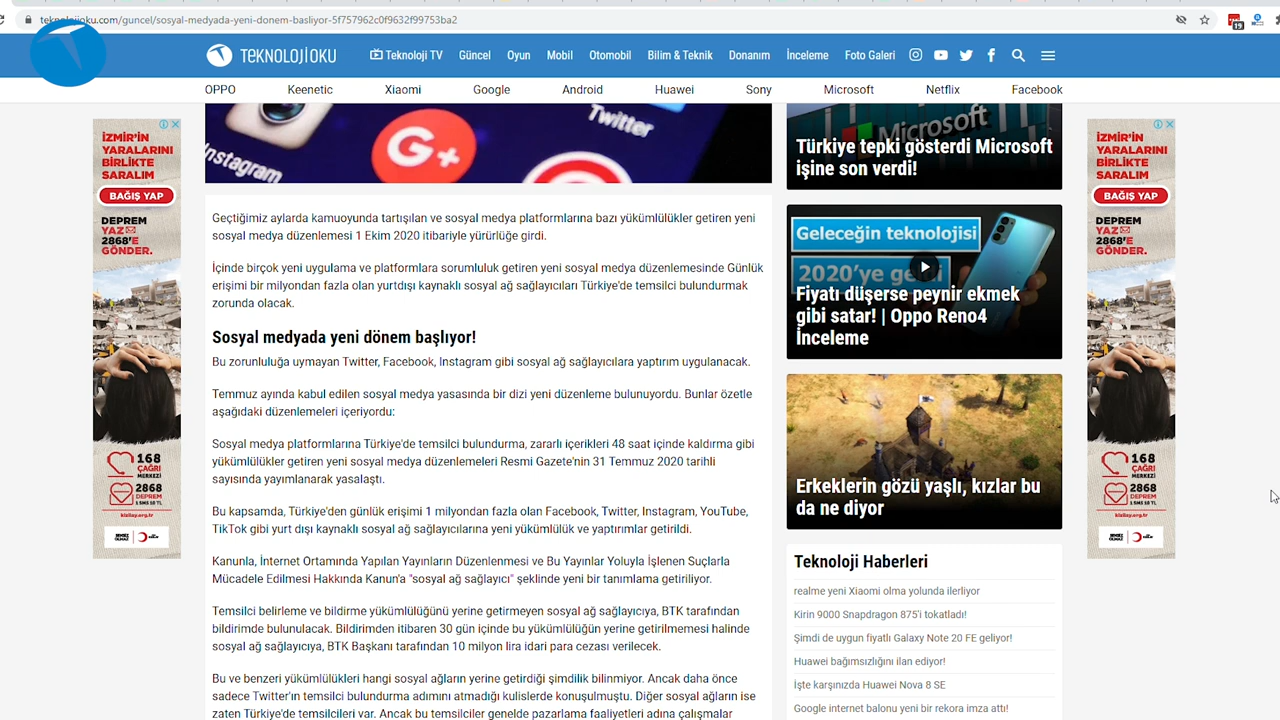 teknolojioku.com/guncel/sosyal-medyada-yeni-donem-basliyor-5f757962c0f9632f99753ba2
19
TEKNOLOJİOKU
Teknoloji TV Güncel Oyun Mobil Otomobil Bilim & Teknik Donanım İnceleme Foto Galeri
OPPO Keenetic Xiaomi Google Android Huawei Sony Microsoft Netflix Facebook
İZMİR'İN
YARALARINI
BİRLİKTE
SARALIM
BAĞIŞ YAP
DEPREM
YAZ
2868'E
GÖNDER.
168
ÇAĞRI
MERKEZİ
2868
DEPREM
1 SMS 10 TL
kizilay.org.tr
Instagram
G+
Twitter
Geçtiğimiz aylarda kamuoyunda tartışılan ve sosyal medya platformlarına bazı yükümlülükler getiren yeni
sosyal medya düzenlemesi 1 Ekim 2020 itibariyle yürürlüğe girdi.
İçinde birçok yeni uygulama ve platformlara sorumluluk getiren yeni sosyal medya düzenlemesinde Günlük
erişimi bir milyondan fazla olan yurtdışı kaynaklı sosyal ağ sağlayıcıları Türkiye'de temsilci bulundurmak
zorunda olacak.
Sosyal medyada yeni dönem başlıyor!
Bu zorunluluğa uymayan Twitter, Facebook, Instagram gibi sosyal ağ sağlayıcılara yaptırım uygulanacak.
Temmuz ayında kabul edilen sosyal medya yasasında bir dizi yeni düzenleme bulunuyordu. Bunlar özetle
aşağıdaki düzenlemeleri içeriyordu:
Sosyal medya platformlarına Türkiye'de temsilci bulundurma, zararlı içerikleri 48 saat içinde kaldırma gibi
yükümlülükler getiren yeni sosyal medya düzenlemeleri Resmi Gazete'nin 31 Temmuz 2020 tarihli
sayısında yayımlanarak yasalaştı.
Bu kapsamda, Türkiye'den günlük erişimi 1 milyondan fazla olan Facebook, Twitter, Instagram, YouTube,
TikTok gibi yurt dışı kaynaklı sosyal ağ sağlayıcılarına yeni yükümlülük ve yaptırımlar getirildi.
Kanunla, İnternet Ortamında Yapılan Yayınların Düzenlenmesi ve Bu Yayınlar Yoluyla İşlenen Suçlarla
Mücadele Edilmesi Hakkında Kanun'a "sosyal ağ sağlayıcı" şeklinde yeni bir tanımlama getiriliyor.
Temsilci belirleme ve bildirme yükümlülüğünü yerine getirmeyen sosyal ağ sağlayıcıya, BTK tarafından
bildirimde bulunulacak. Bildirimden itibaren 30 gün içinde bu yükümlülüğün yerine getirilmemesi halinde
sosyal ağ sağlayıcıya, BTK Başkanı tarafından 10 milyon lira idari para cezası verilecek.
Bu ve benzeri yükümlülükleri hangi sosyal ağların yerine getirdiği şimdilik bilinmiyor. Ancak daha önce
sadece Twitter'ın temsilci bulundurma adımını atmadığı kulislerde konuşulmuştu. Diğer sosyal ağların ise
zaten Türkiye'de temsilcileri var. Ancak bu temsilciler genelde pazarlama faaliyetleri adına çalışmalar
Microsoft
Türkiye tepki gösterdi Microsoft
işine son verdi!
Geleceğin teknolojisi
2020'ye geldi
Fiyatı düşerse peynir ekmek
gibi satar! | Oppo Reno4
İnceleme
Erkeklerin gözü yaşlı, kızlar bu
da ne diyor
Teknoloji Haberleri
realme yeni Xiaomi olma yolunda ilerliyor
Kirin 9000 Snapdragon 875'i tokatladı!
Şimdi de uygun fiyatlı Galaxy Note 20 FE geliyor!
Huawei bağımsızlığını ilan ediyor!
İşte karşınızda Huawei Nova 8 SE
Google internet balonu yeni bir rekora imza attı!
İZMİR'İN
YARALARINI
BİRLİKTE
SARALIM
BAĞIŞ YAP
DEPREM
YAZ
2868'E
GÖNDER.
168
ÇAĞRI
MERKEZİ
2868
DEPREM
1 SMS 10 TL
kizilay.org.tr